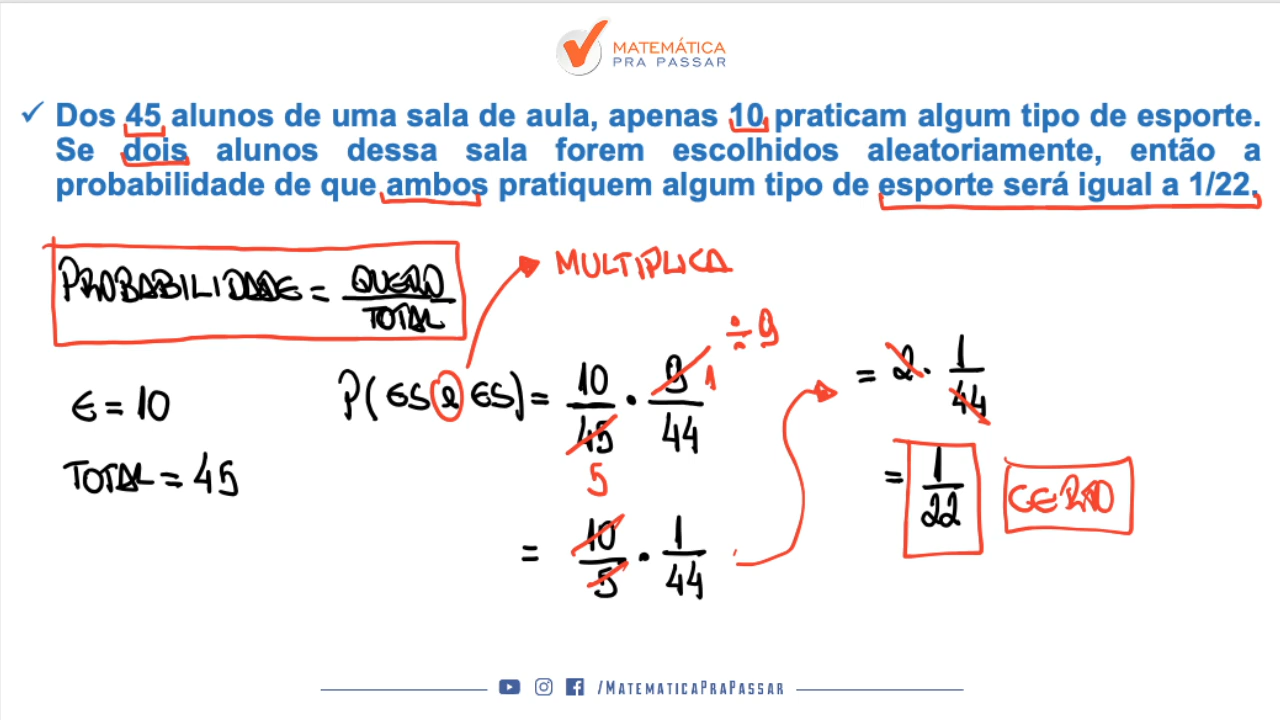 MATEMÁTICA
PRA PASSAR
✓ Dos 45 alunos de uma sala de aula, apenas 10 praticam algum tipo de esporte.
Se dois alunos dessa sala forem escolhidos aleatoriamente, então a
probabilidade de que ambos pratiquem algum tipo de esporte será igual a 1/22.
PROBABILIDADE = QUERO/TOTAL
MULTIPLICA
÷9
E = 10
P(ES e ES) = 10/45 · 9/44
5
1
= 2 · 1/44
TOTAL = 45
= 1/22
CERTO
= 10/5 · 1/44
/MATEMATICAPRAPASSAR